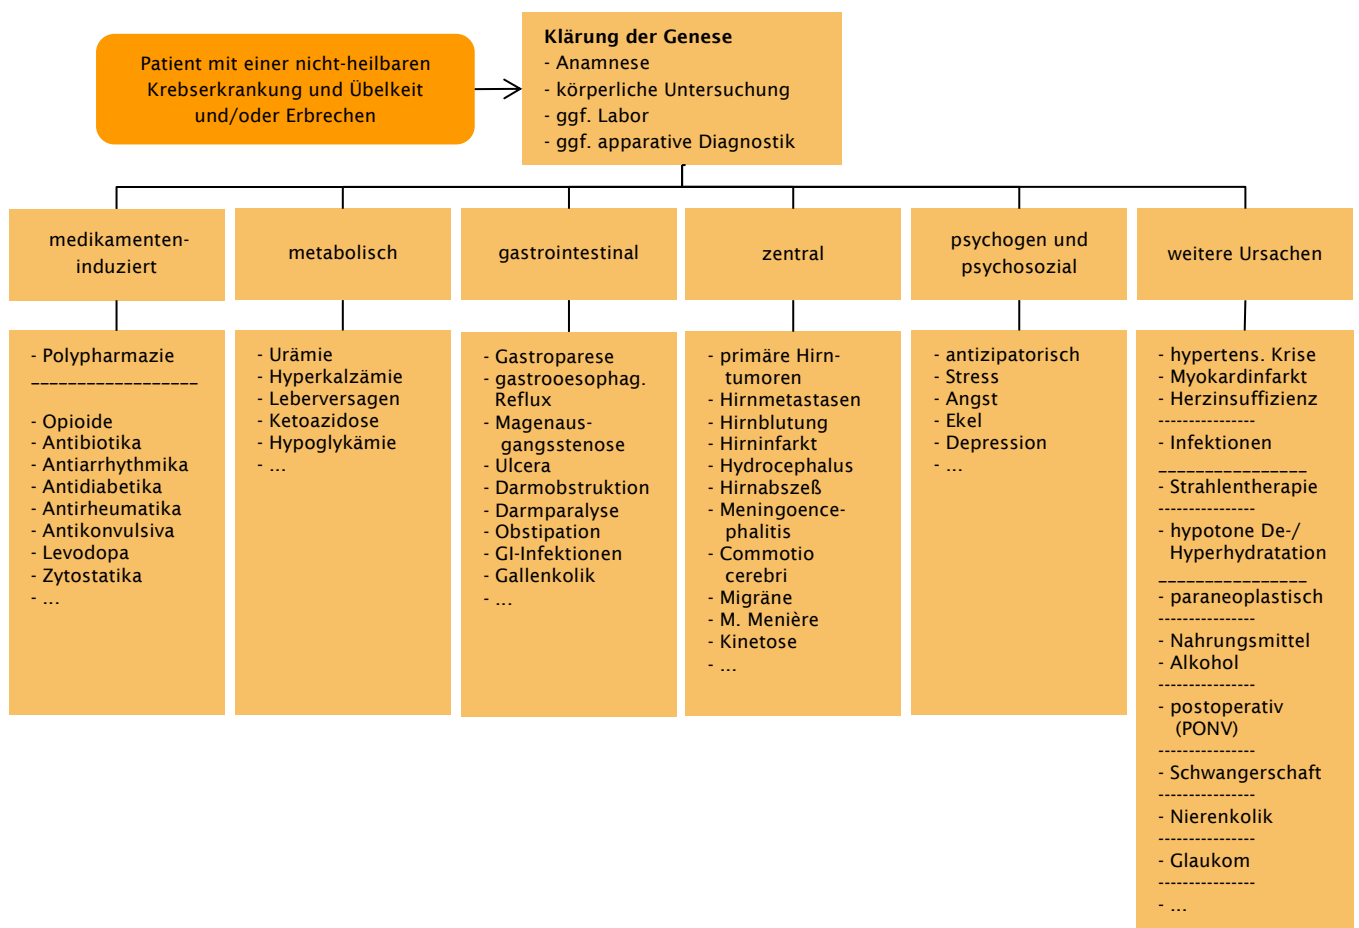 Patient mit einer nicht-heilbaren
Krebserkrankung und Übelkeit
und/oder Erbrechen
Klärung der Genese
- Anamnese
- körperliche Untersuchung
- ggf. Labor
- ggf. apparative Diagnostik
medikamenten-
induziert
metabolisch
gastrointestinal
zentral
psychogen und
psychosozial
weitere Ursachen
- Polypharmazie
__________________
- Opioide
- Antibiotika
- Antiarrhythmika
- Antidiabetika
- Antirheumatika
- Antikonvulsiva
- Levodopa
- Zytostatika
- ...
- Urämie
- Hyperkalzämie
- Leberversagen
- Ketoazidose
- Hypoglykämie
- ...
- Gastroparese
- gastrooesophag.
Reflux
- Magenaus-
gangsstenose
- Ulcera
- Darmobstruktion
- Darmparalyse
- Obstipation
- GI-Infektionen
- Gallenkolik
- ...
- primäre Hirn-
tumoren
- Hirnmetastasen
- Hirnblutung
- Hirninfarkt
- Hydrocephalus
- Hirnabszeß
- Meningoence-
phalitis
- Commotio
cerebri
- Migräne
- M. Menière
- Kinetose
- ...
- antizipatorisch
- Stress
- Angst
- Ekel
- Depression
- ...
- hypertens. Krise
- Myokardinfarkt
- Herzinsuffizienz
----------------
- Infektionen
________________
- Strahlentherapie
----------------
- hypotone De-/
Hyperhydratation
________________
- paraneoplastisch
----------------
- Nahrungsmittel
- Alkohol
----------------
- postoperativ
(PONV)
----------------
- Schwangerschaft
----------------
- Nierenkolik
----------------
- Glaukom
----------------
- ...